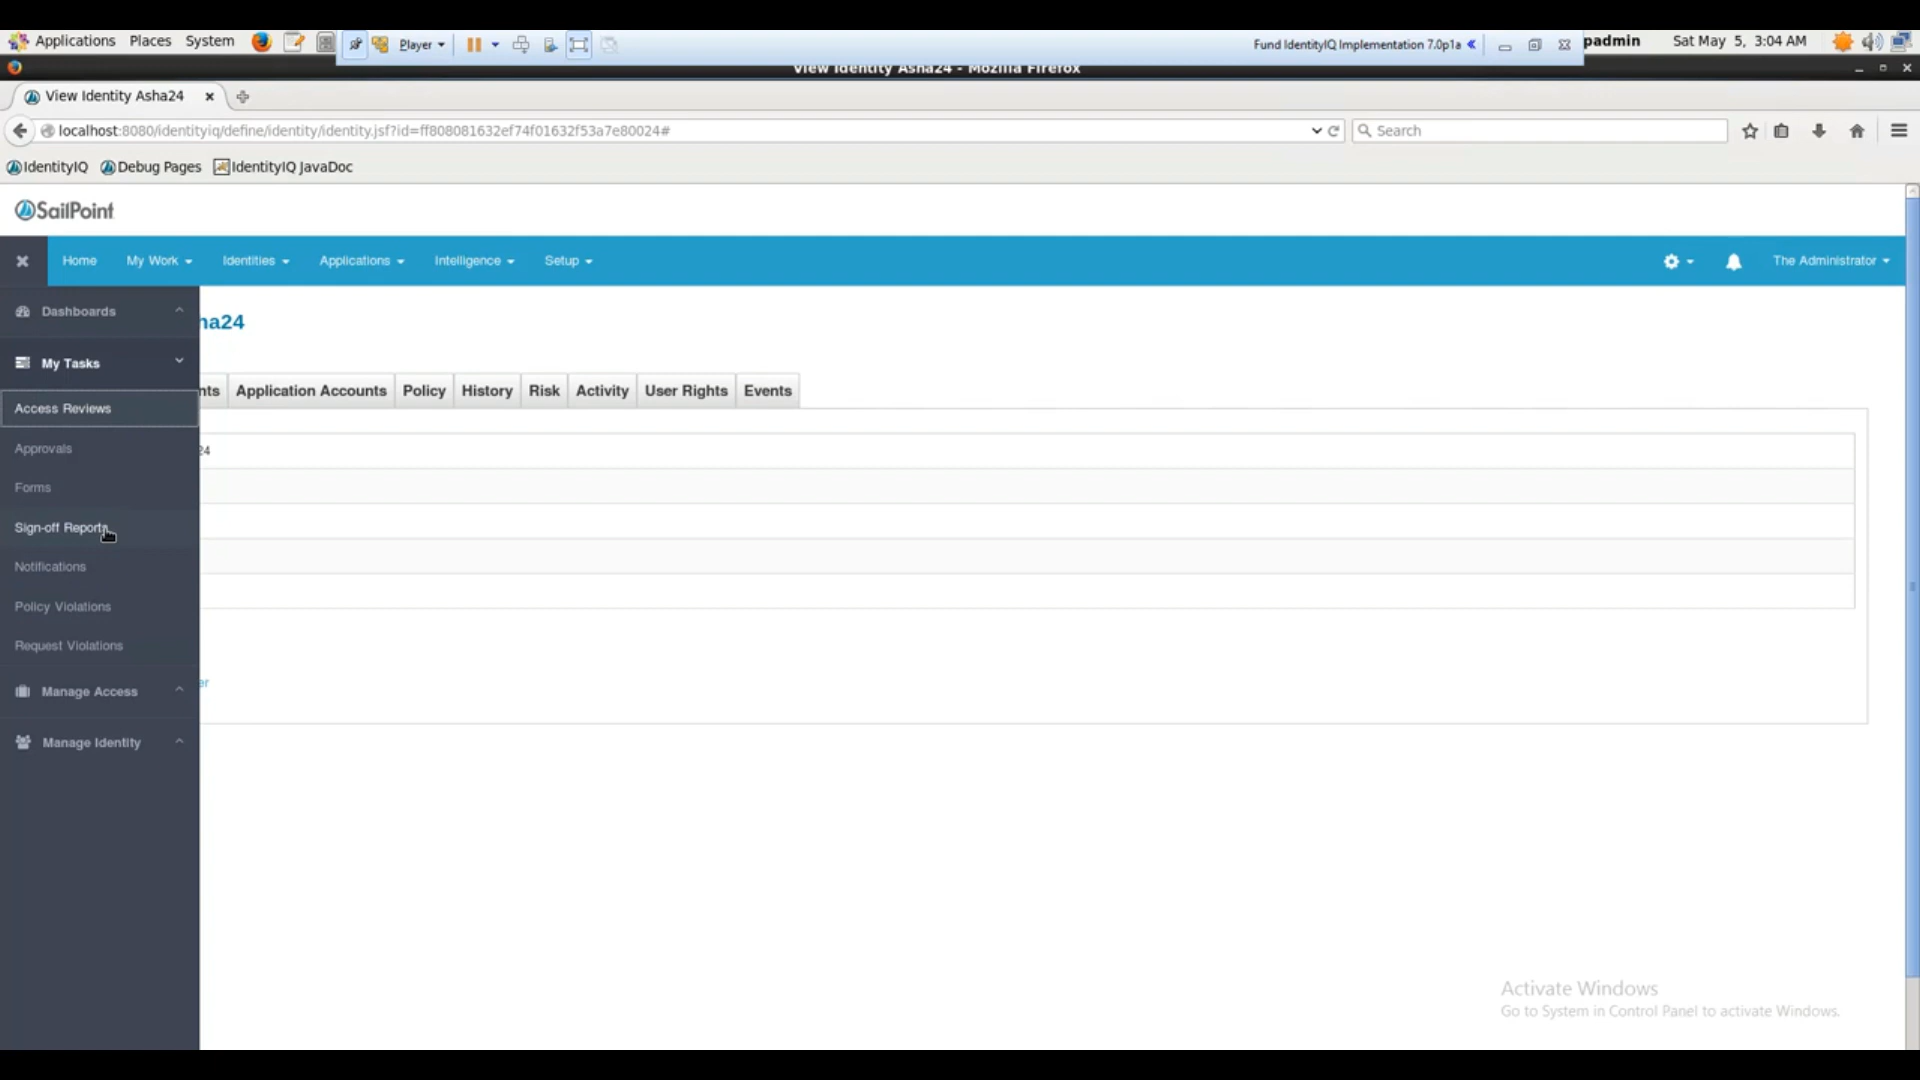 Applications Places System Player Fund IdentityIQ Implementation 7.0p1a padmin Sat May 5, 3:04 AM
View Identity Asha24 - Mozilla Firefox
View Identity Asha24
localhost:8080/identityiq/define/identity/identity.jsf?id=ff808081632ef74f01632f53a7e80024# Search
IdentityIQ Debug Pages IdentityIQ JavaDoc
SailPoint
Home My Work Identities Applications Intelligence Setup The Administrator
Dashboards
ha24
My Tasks
nts Application Accounts Policy History Risk Activity User Rights Events
Access Reviews
Approvals
24
Forms
Sign-off Reports
Notifications
Policy Violations
Request Violations
er
Manage Access
Manage Identity
Activate Windows
Go to System in Control Panel to activate Windows.